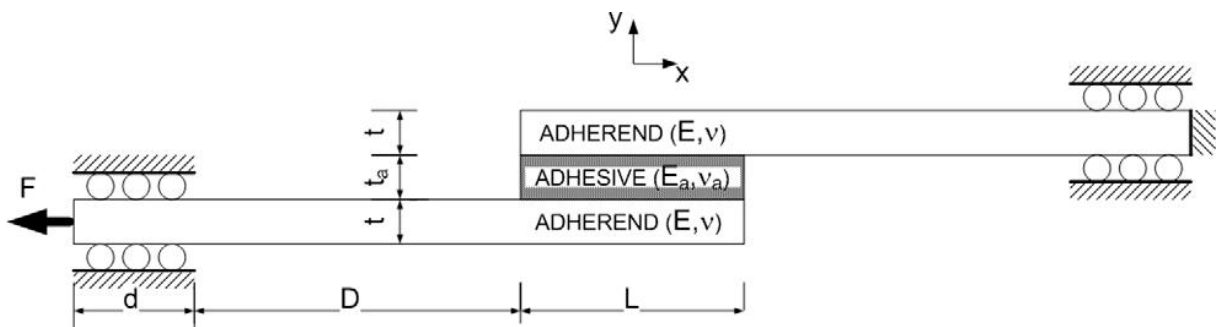 y
x
t
ADHEREND (E,ν)
tₐ
ADHESIVE (Eₐ,νₐ)
F
t
ADHEREND (E,ν)
d
D
L